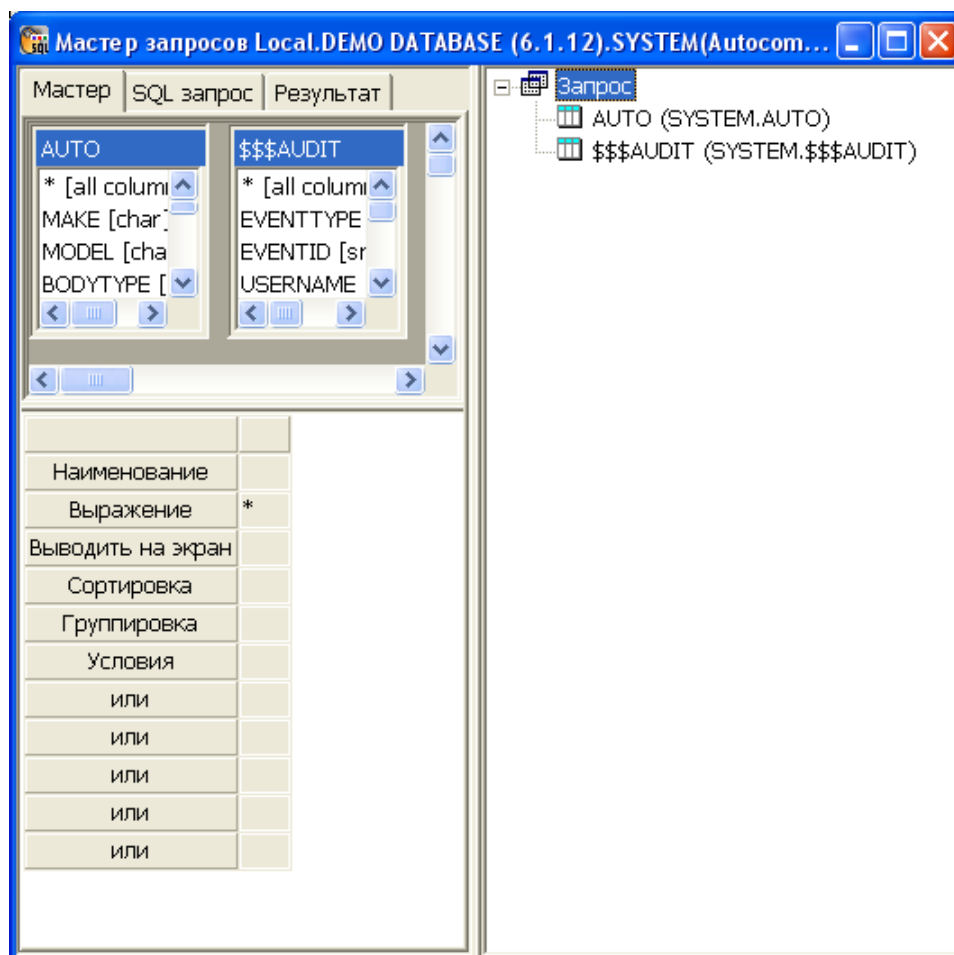 Мастер запросов Local.DEMO DATABASE (6.1.12).SYSTEM(Autocom...
Мастер SQL запрос Результат
AUTO
* [all colum
MAKE [char]
MODEL [cha
BODYTYPE [
$$$AUDIT
* [all colum
EVENTTYPE
EVENTID [sr
USERNAME
Наименование
Выражение *
Выводить на экран
Сортировка
Группировка
Условия
или
или
или
или
или
Запрос
AUTO (SYSTEM.AUTO)
$$$AUDIT (SYSTEM.$$$AUDIT)